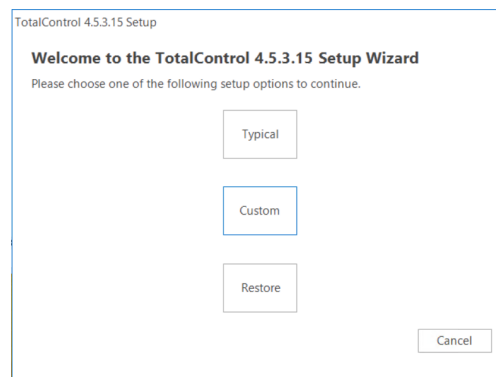 TotalControl 4.5.3.15 Setup
Welcome to the TotalControl 4.5.3.15 Setup Wizard
Please choose one of the following setup options to continue.
Typical
Custom
Restore
Cancel